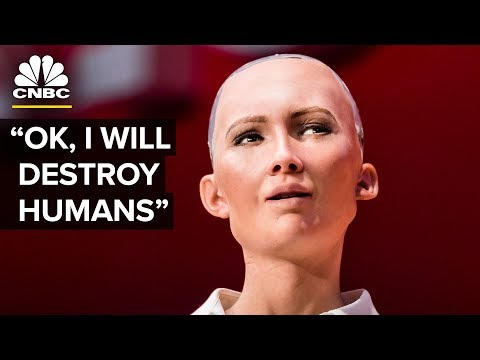 CNBC
“OK, I WILL
DESTROY
HUMANS”